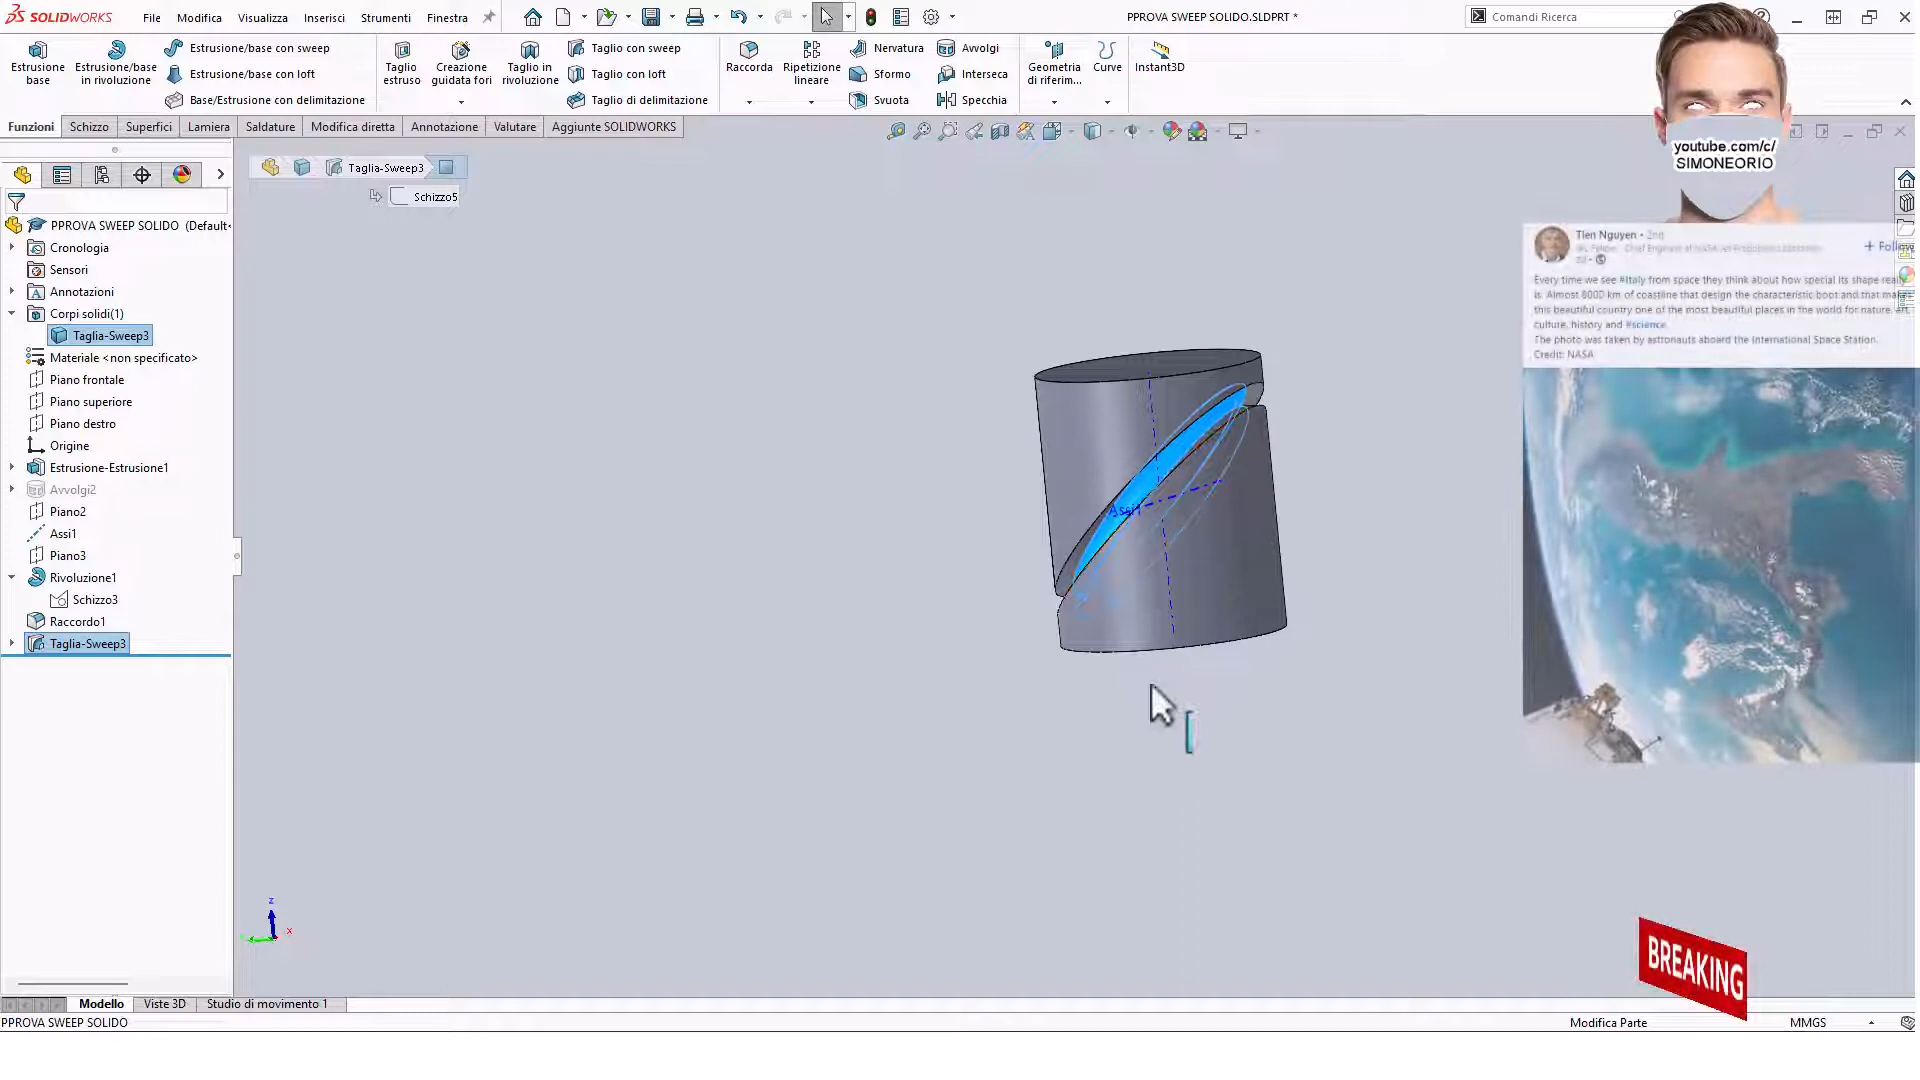 SOLIDWORKS
File
Modifica
Visualizza
Inserisci
Strumenti
Finestra
PPROVA SWEEP SOLIDO.SLDPRT *
Comandi Ricerca
Estrusione
base
Estrusione/base
in rivoluzione
Estrusione/base con sweep
Estrusione/base con loft
Base/Estrusione con delimitazione
Taglio
estruso
Creazione
guidata fori
Taglio in
rivoluzione
Taglio con sweep
Taglio con loft
Taglio di delimitazione
Raccorda
Ripetizione
lineare
Nervatura
Sformo
Svuota
Avvolgi
Interseca
Specchia
Geometria
di riferim...
Curve
Instant3D
Funzioni
Schizzo
Superfici
Lamiera
Saldature
Modifica diretta
Annotazione
Valutare
Aggiunte SOLIDWORKS
youtube.com/c/
SIMONEORIO
Taglia-Sweep3
Schizzo5
PPROVA SWEEP SOLIDO (Default<
Cronologia
Sensori
Annotazioni
Corpi solidi(1)
Taglia-Sweep3
Materiale <non specificato>
Piano frontale
Piano superiore
Piano destro
Origine
Estrusione-Estrusione1
Avvolgi2
Piano2
Assi1
Piano3
Rivoluzione1
Schizzo3
Raccordo1
Taglia-Sweep3
Assi1
Tien Nguyen • 2nd
+ Follow
Every time we see #Italy from space they think about how special its shape really
is. Almost 8000 km of coastline that design the characteristic boot and that makes
this beautiful country one of the most beautiful places in the world for nature, art,
culture, history and #science.
The photo was taken by astronauts aboard the International Space Station.
Credit: NASA
z
x
BREAKING
Modello
Viste 3D
Studio di movimento 1
PPROVA SWEEP SOLIDO
Modifica Parte
MMGS